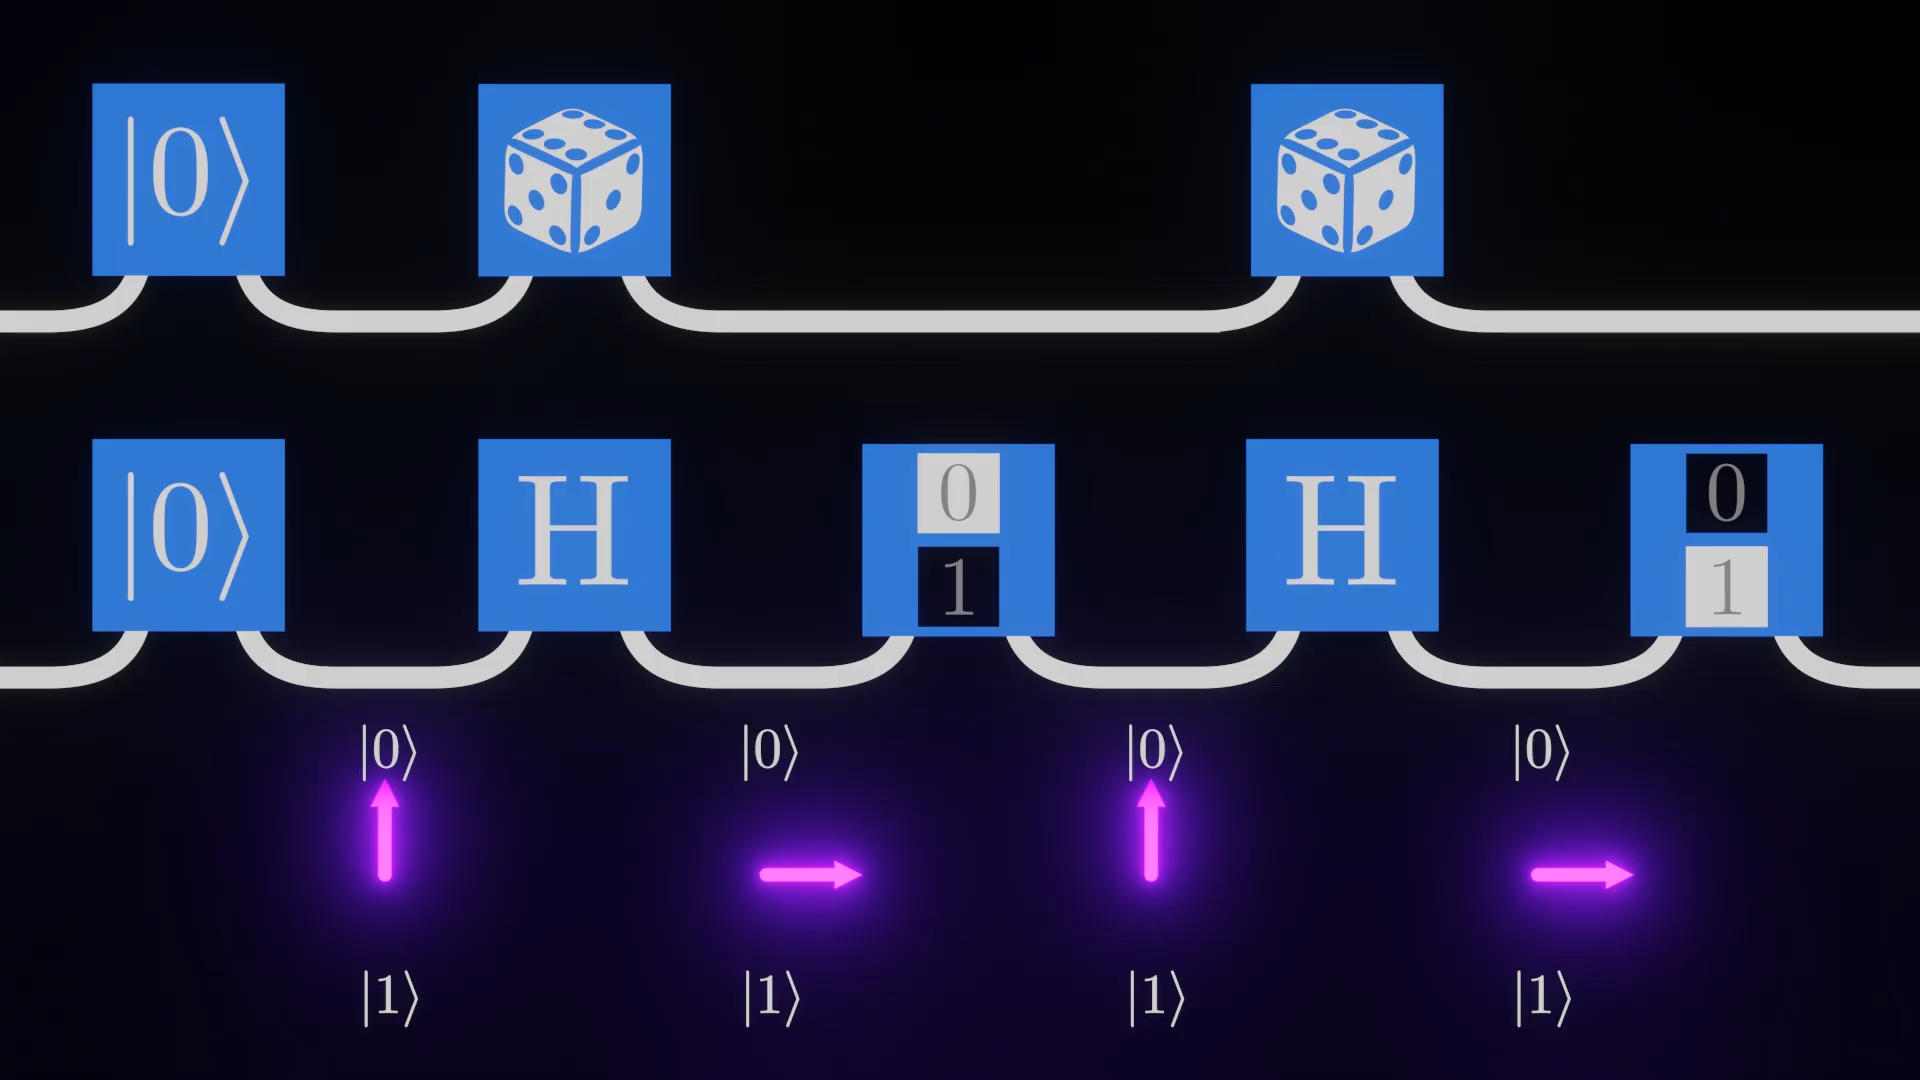 |0⟩
|0⟩ H 0 H 0
1 1
|0⟩ |0⟩ |0⟩ |0⟩
|1⟩ |1⟩ |1⟩ |1⟩